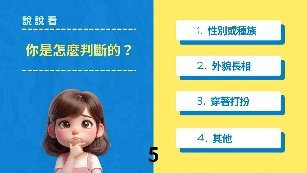 說說看
你是怎麼判斷的？
1. 性別或種族
2. 外貌長相
3. 穿著打扮
4. 其他
5